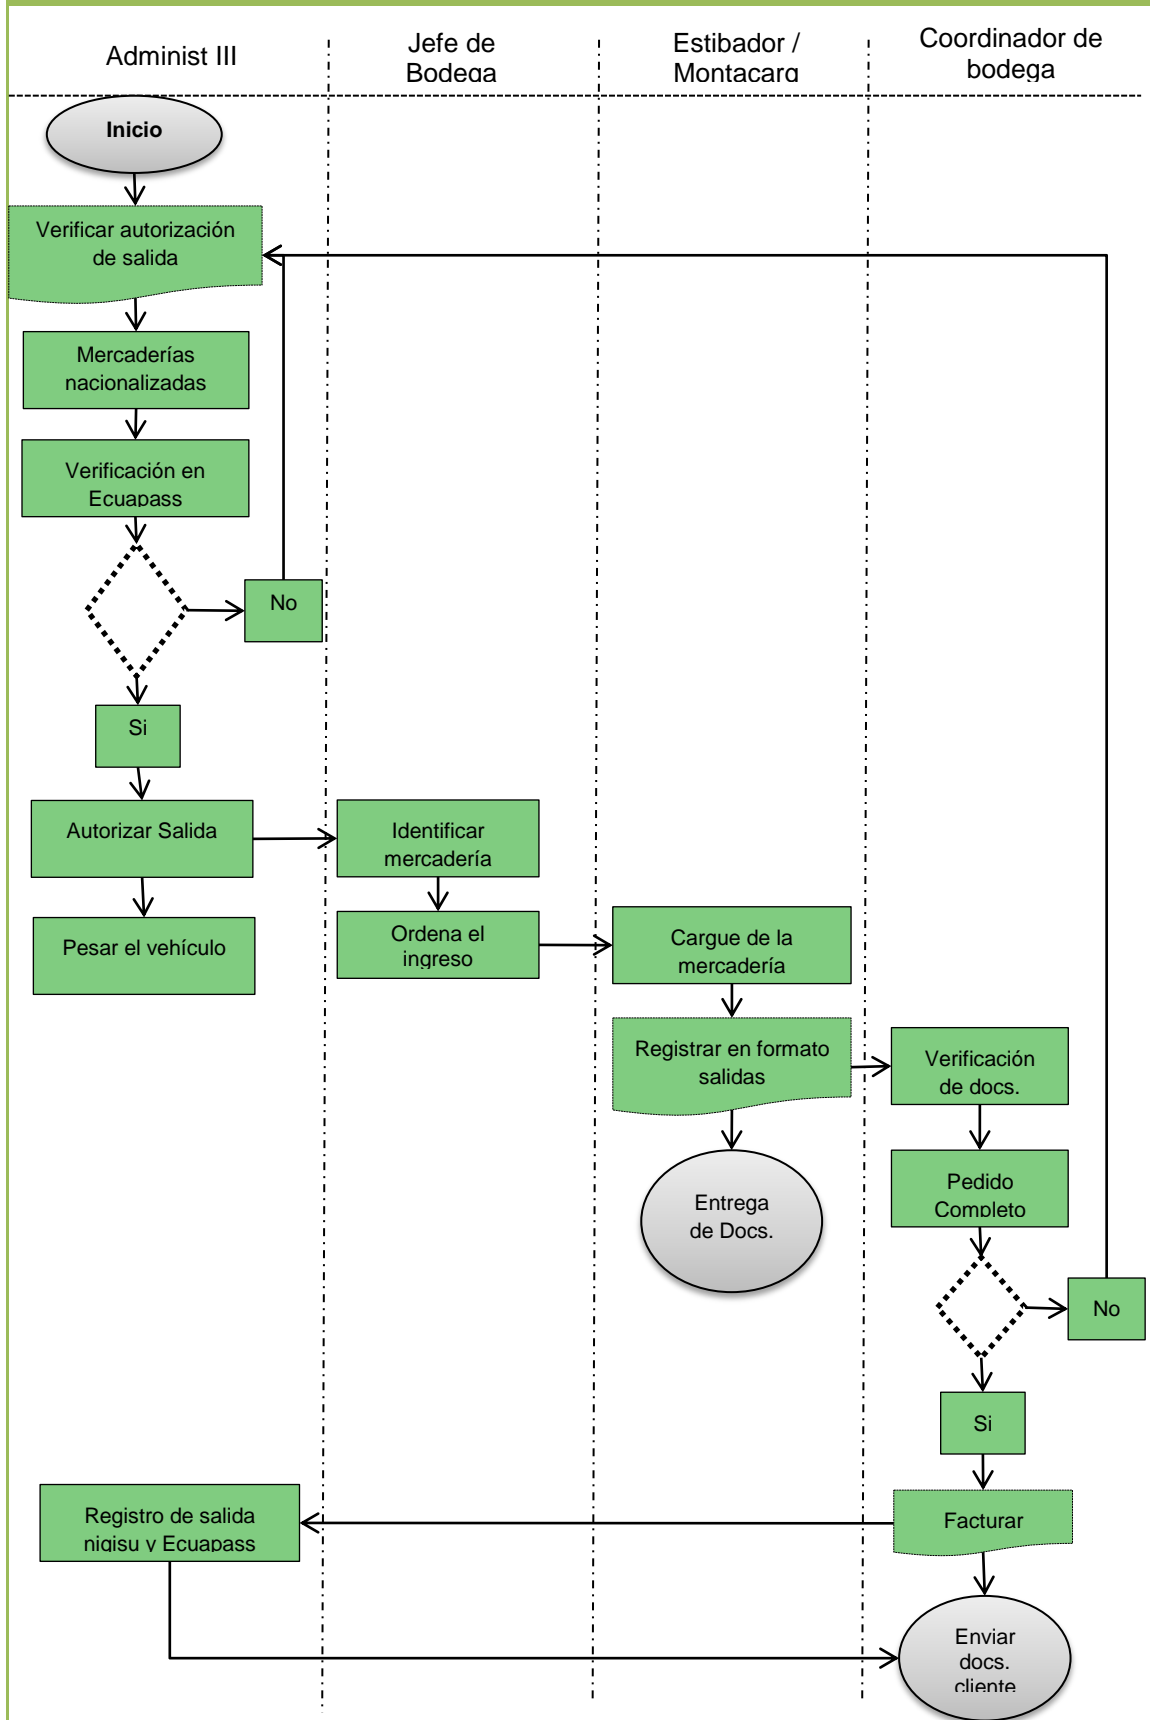 Administ III
Jefe de
Bodega
Estibador /
Montacarg
Coordinador de
bodega
Inicio
Verificar autorización
de salida
Mercaderías
nacionalizadas
Verificación en
Ecuapass
No
Si
Autorizar Salida
Identificar
mercadería
Pesar el vehículo
Ordena el
ingreso
Cargue de la
mercadería
Registrar en formato
salidas
Verificación
de docs.
Entrega
de Docs.
Pedido
Completo
No
Si
Registro de salida
nigisu y Ecuapass
Facturar
Enviar
docs.
cliente